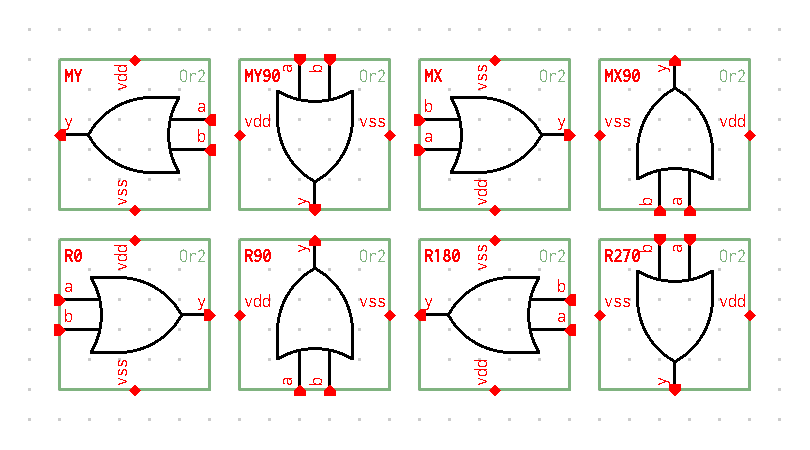 MY vdd Or2
a
y
b
vss
MY90 a b Or2
vdd vss
y
MX vss Or2
b
y
a
vdd
MX90 y Or2
vss vdd
b a
R0 vdd Or2
a
y
b
vss
R90 y Or2
vdd vss
a b
R180 vss Or2
b
y
a
vdd
R270 b a Or2
vss vdd
y